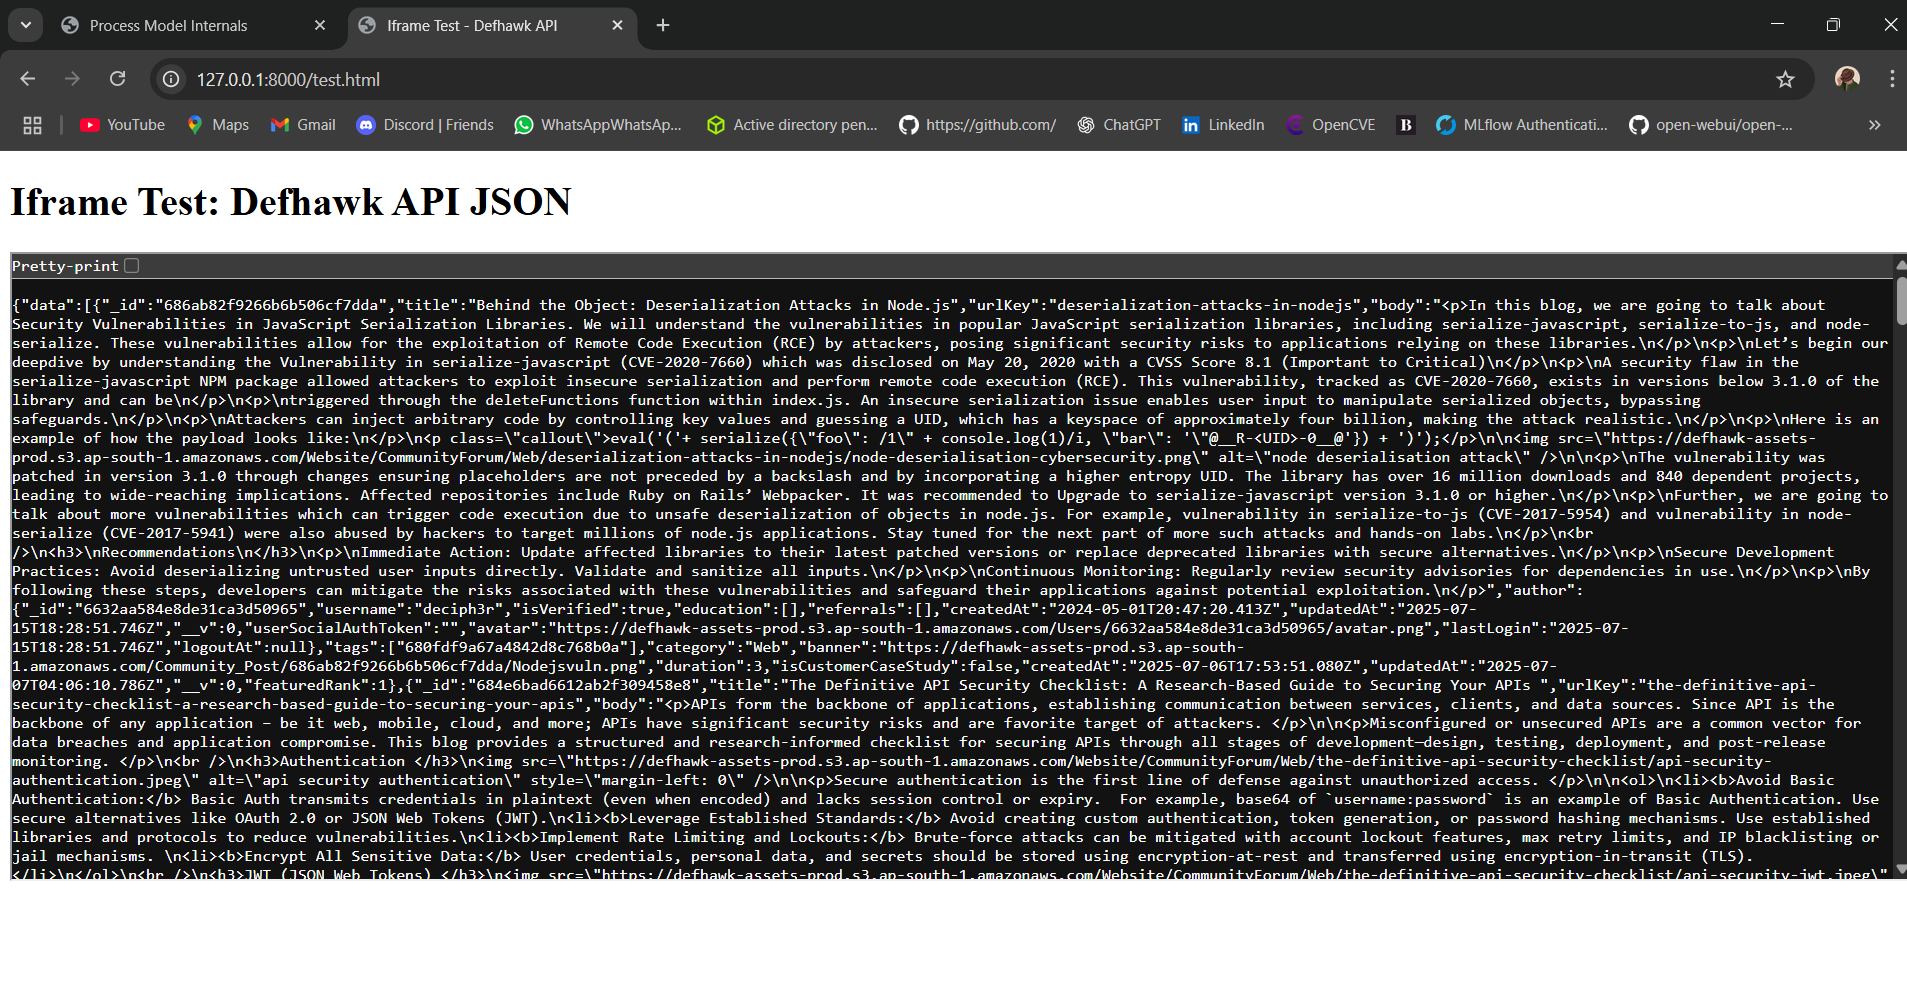 Process Model Internals
Iframe Test - Defhawk API
127.0.0.1:8000/test.html
YouTube
Maps
Gmail
Discord | Friends
WhatsAppWhatsAp...
Active directory pen...
https://github.com/
ChatGPT
LinkedIn
OpenCVE
B
MLflow Authenticati...
open-webui/open-...
Iframe Test: Defhawk API JSON
Pretty-print
{"data":[{"_id":"686ab82f9266b6b506cf7dda","title":"Behind the Object: Deserialization Attacks in Node.js","urlKey":"deserialization-attacks-in-nodejs","body":"<p>In this blog, we are going to talk about
Security Vulnerabilities in JavaScript Serialization Libraries. We will understand the vulnerabilities in popular JavaScript serialization libraries, including serialize-javascript, serialize-to-js, and node-
serialize. These vulnerabilities allow for the exploitation of Remote Code Execution (RCE) by attackers, posing significant security risks to applications relying on these libraries.\n</p>\n<p>\nLet’s begin our
deepdive by understanding the Vulnerability in serialize-javascript (CVE-2020-7660) which was disclosed on May 20, 2020 with a CVSS Score 8.1 (Important to Critical)\n</p>\n<p>\nA security flaw in the
serialize-javascript NPM package allowed attackers to exploit insecure serialization and perform remote code execution (RCE). This vulnerability, tracked as CVE-2020-7660, exists in versions below 3.1.0 of the
library and can be\n</p>\n<p>\ntriggered through the deleteFunctions function within index.js. An insecure serialization issue enables user input to manipulate serialized objects, bypassing
safeguards.\n</p>\n<p>\nAttackers can inject arbitrary code by controlling key values and guessing a UID, which has a keyspace of approximately four billion, making the attack realistic.\n</p>\n<p>\nHere is an
example of how the payload looks like:\n</p>\n<p class=\"callout\">eval('('+ serialize({\"foo\": /1\" + console.log(1)/i, \"bar\": '\"@__R-<UID>-0__@'}) + ')');</p>\n\n<img src=\"https://defhawk-assets-
prod.s3.ap-south-1.amazonaws.com/Website/CommunityForum/Web/deserialization-attacks-in-nodejs/node-deserialisation-cybersecurity.png\" alt=\"node deserialisation attack\" />\n\n<p>\nThe vulnerability was
patched in version 3.1.0 through changes ensuring placeholders are not preceded by a backslash and by incorporating a higher entropy UID. The library has over 16 million downloads and 840 dependent projects,
leading to wide-reaching implications. Affected repositories include Ruby on Rails’ Webpacker. It was recommended to Upgrade to serialize-javascript version 3.1.0 or higher.\n</p>\n<p>\nFurther, we are going to
talk about more vulnerabilities which can trigger code execution due to unsafe deserialization of objects in node.js. For example, vulnerability in serialize-to-js (CVE-2017-5954) and vulnerability in node-
serialize (CVE-2017-5941) were also abused by hackers to target millions of node.js applications. Stay tuned for the next part of more such attacks and hands-on labs.\n</p>\n<br
/>\n<h3>\nRecommendations\n</h3>\n<p>\nImmediate Action: Update affected libraries to their latest patched versions or replace deprecated libraries with secure alternatives.\n</p>\n<p>\nSecure Development
Practices: Avoid deserializing untrusted user inputs directly. Validate and sanitize all inputs.\n</p>\n<p>\nContinuous Monitoring: Regularly review security advisories for dependencies in use.\n</p>\n<p>\nBy
following these steps, developers can mitigate the risks associated with these vulnerabilities and safeguard their applications against potential exploitation.\n</p>","author":
{"_id":"6632aa584e8de31ca3d50965","username":"deciph3r","isVerified":true,"education":[],"referrals":[],"createdAt":"2024-05-01T20:47:20.413Z","updatedAt":"2025-07-
15T18:28:51.746Z","__v":0,"userSocialAuthToken":"","avatar":"https://defhawk-assets-prod.s3.ap-south-1.amazonaws.com/Users/6632aa584e8de31ca3d50965/avatar.png","lastLogin":"2025-07-
15T18:28:51.746Z","logoutAt":null},"tags":["680fdf9a67a4842d8c768b0a"],"category":"Web","banner":"https://defhawk-assets-prod.s3.ap-south-
1.amazonaws.com/Community_Post/686ab82f9266b6b506cf7dda/Nodejsvuln.png","duration":3,"isCustomerCaseStudy":false,"createdAt":"2025-07-06T17:53:51.080Z","updatedAt":"2025-07-
07T04:06:10.786Z","__v":0,"featuredRank":1},{"_id":"684e6bad6612ab2f309458e8","title":"The Definitive API Security Checklist: A Research-Based Guide to Securing Your APIs ","urlKey":"the-definitive-api-
security-checklist-a-research-based-guide-to-securing-your-apis","body":"<p>APIs form the backbone of applications, establishing communication between services, clients, and data sources. Since API is the
backbone of any application – be it web, mobile, cloud, and more; APIs have significant security risks and are favorite target of attackers. </p>\n\n<p>Misconfigured or unsecured APIs are a common vector for
data breaches and application compromise. This blog provides a structured and research-informed checklist for securing APIs through all stages of development—design, testing, deployment, and post-release
monitoring. </p>\n<br />\n<h3>Authentication </h3>\n<img src=\"https://defhawk-assets-prod.s3.ap-south-1.amazonaws.com/Website/CommunityForum/Web/the-definitive-api-security-checklist/api-security-
authentication.jpeg\" alt=\"api security authentication\" style=\"margin-left: 0\" />\n\n<p>Secure authentication is the first line of defense against unauthorized access. </p>\n\n<ol>\n<li><b>Avoid Basic
Authentication:</b> Basic Auth transmits credentials in plaintext (even when encoded) and lacks session control or expiry.  For example, base64 of `username:password` is an example of Basic Authentication. Use
secure alternatives like OAuth 2.0 or JSON Web Tokens (JWT).\n<li><b>Leverage Established Standards:</b> Avoid creating custom authentication, token generation, or password hashing mechanisms. Use established
libraries and protocols to reduce vulnerabilities.\n<li><b>Implement Rate Limiting and Lockouts:</b> Brute-force attacks can be mitigated with account lockout features, max retry limits, and IP blacklisting or
jail mechanisms. \n<li><b>Encrypt All Sensitive Data:</b> User credentials, personal data, and secrets should be stored using encryption-at-rest and transferred using encryption-in-transit (TLS).
</li>\n</ol>\n<br />\n<h3>JWT (JSON Web Tokens) </h3>\n<img src=\"https://defhawk-assets-prod.s3.ap-south-1.amazonaws.com/Website/CommunityForum/Web/the-definitive-api-security-checklist/api-security-jwt.jpeg\"